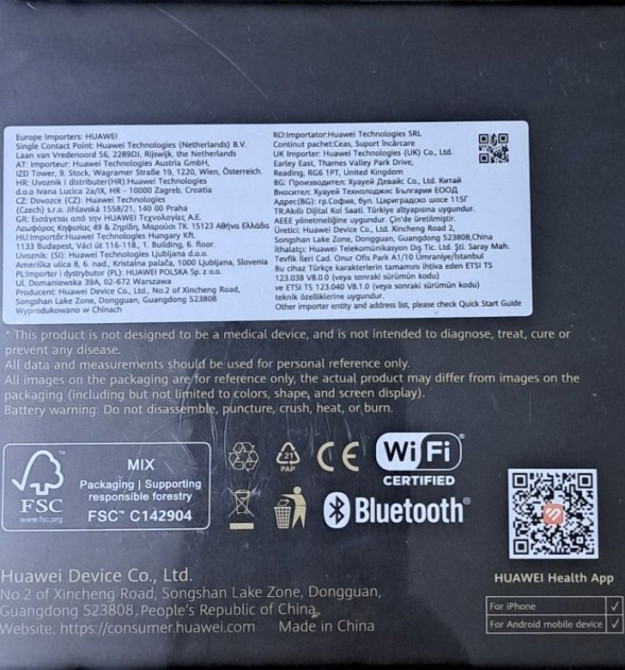 Europe Importers: HUAWEI
Single Contact Point: Huawei Technologies (Netherlands) B.V.
Laan van Vredenoord 56, 2289DJ, Rijswijk, the Netherlands
AT: Importeur: Huawei Technologies Austria GmbH,
IZD Tower, 9. Stock, Wagramer Straße 19, 1220, Wien, Österreich.
HR: Uvoznik i distributer(HR):Huawei Technologies
d.o.o Ivana Lucica 2a/IX, HR - 10000 Zagreb, Croatia
CZ: Dovozce (CZ): Huawei Technologies
(Czech) s.r.o. Jihlavská 1558/21, 140 00 Praha
GR: Εισάγεται από την HUAWEI Τεχνολογίες Α.Ε.
Λεωφόρος Κηφισίας 49 & Ζηρίδη, Μαρούσι ΤΚ. 15123 Αθήνα Ελλάδα
HU:Importőr:Huawei Technologies Hungary Kft.
1133 Budapest, Váci út 116-118., 1. Building, 6. floor.
Uvoznik: (SI): Huawei Technologies Ljubljana d.o.o.
Ameriška ulica 8, 6. nad., Kristalna palača, 1000 Ljubljana, Slovenia
PL:Importer i dystrybutor (PL): HUAWEI POLSKA Sp. z o.o.
Ul. Domaniewska 39A, 02-672 Warszawa
Producent: Huawei Device Co., Ltd., No.2 of Xincheng Road,
Songshan Lake Zone, Dongguan, Guangdong 523808
Wyprodukowano w Chinach
RO:Importator:Huawei Technologies SRL
Continut pachet:Ceas, Suport încărcare
UK Importer: Huawei Technologies (UK) Co., Ltd.
Earley East, Thames Valley Park Drive,
Reading, RG6 1PT, United Kingdom
BG: Производител: Хуауей Девайс Ко., Лтд. Китай
Вносител: Хуауей Технолоджис България ЕООД
Адрес(BG): гр.София, бул. Цариградско шосе 115Г
TR:Akıllı Dijital Kol Saati. Türkiye altyapısına uygundur.
AEEE yönetmeliğine uygundur. Çin'de üretilmiştir.
Üretici: Huawei Device Co., Ltd. Xincheng Road 2,
Songshan Lake Zone, Dongguan, Guangdong 523808,China
İthalatçı: Huawei Telekomünikasyon Dış Tic. Ltd. Şti. Saray Mah.
Tevfik İleri Cad. Onur Ofis Park A1/10 Ümraniye/İstanbul
Bu cihaz Türkçe karakterlerin tamamını ihtiva eden ETSI TS
123.038 V8.0.0 (veya sonraki sürümün kodu)
ve ETSI TS 123.040 V8.1.0 (veya sonraki sürümün kodu)
teknik özelliklerine uygundur.
Other importer entity and address list, please check Quick Start Guide
* This product is not designed to be a medical device, and is not intended to diagnose, treat, cure or
prevent any disease.
All data and measurements should be used for personal reference only.
All images on the packaging are for reference only, the actual product may differ from images on the
packaging (including but not limited to colors, shape, and screen display).
Battery warning: Do not disassemble, puncture, crush, heat, or burn.
FSC™
www.fsc.org
MIX
Packaging | Supporting
responsible forestry
FSC™ C142904
21
PAP
CE
Wi Fi®
CERTIFIED
Bluetooth®
HUAWEI Health App
For iPhone ✓
For Android mobile device ✓
Huawei Device Co., Ltd.
No.2 of Xincheng Road, Songshan Lake Zone, Dongguan,
Guangdong 523808, People's Republic of China
Website: https://consumer.huawei.com Made in China